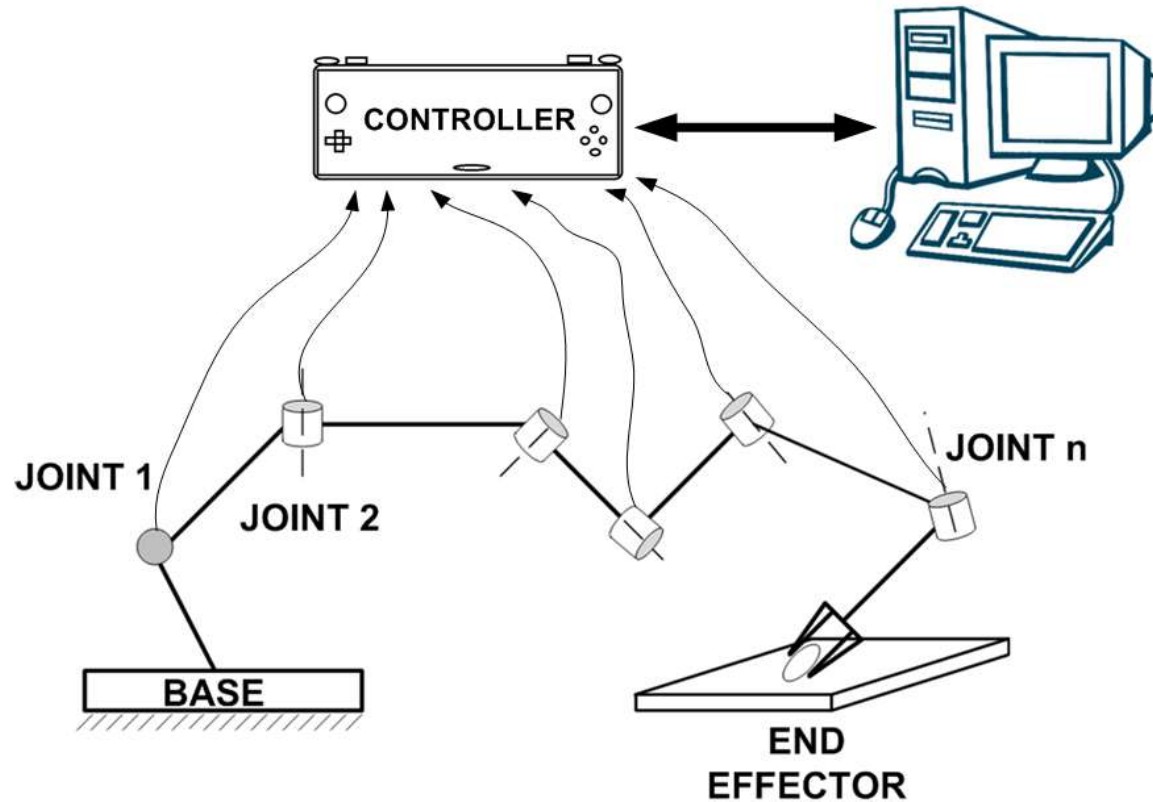 CONTROLLER
JOINT 1
JOINT 2
JOINT n
BASE
END
EFFECTOR